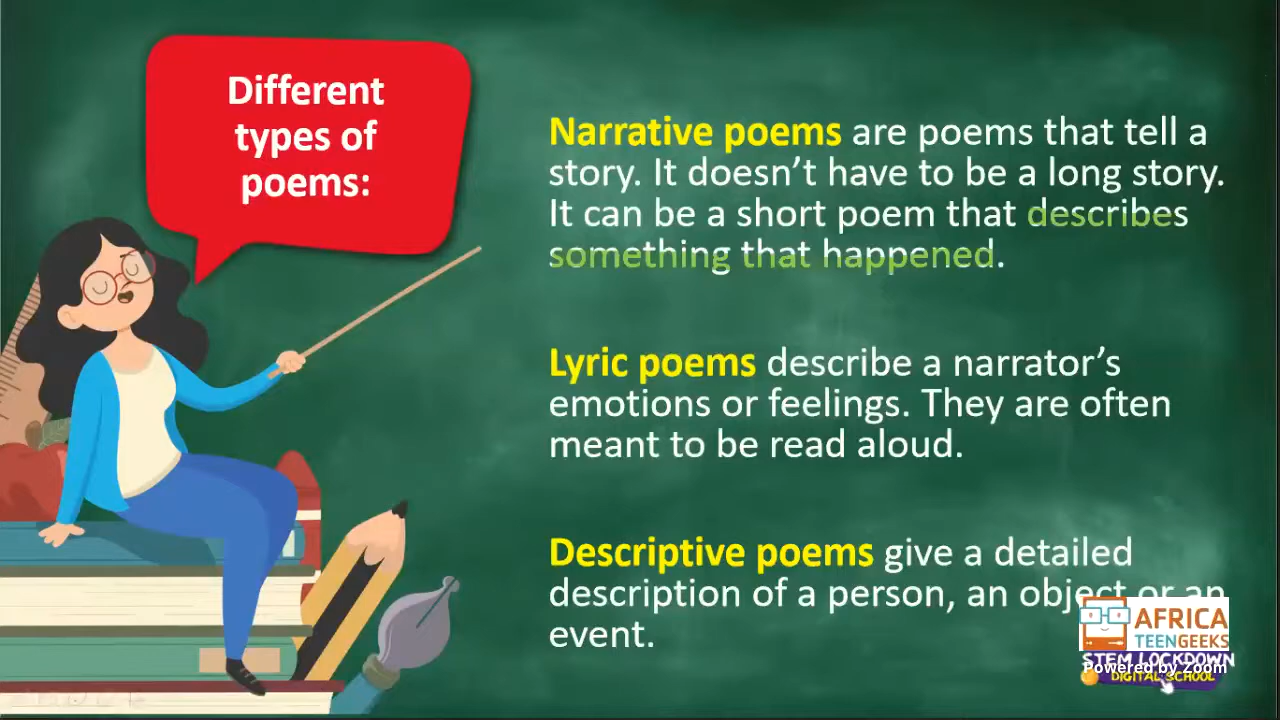 Different
types of
poems:
Narrative poems are poems that tell a
story. It doesn’t have to be a long story.
It can be a short poem that describes
something that happened.
Lyric poems describe a narrator’s
emotions or feelings. They are often
meant to be read aloud.
Descriptive poems give a detailed
description of a person, an object or an
event.
AFRICA
TEENGEEKS
STEM LOCKDOWN
Powered by Zoom
DIGITAL SCHOOL